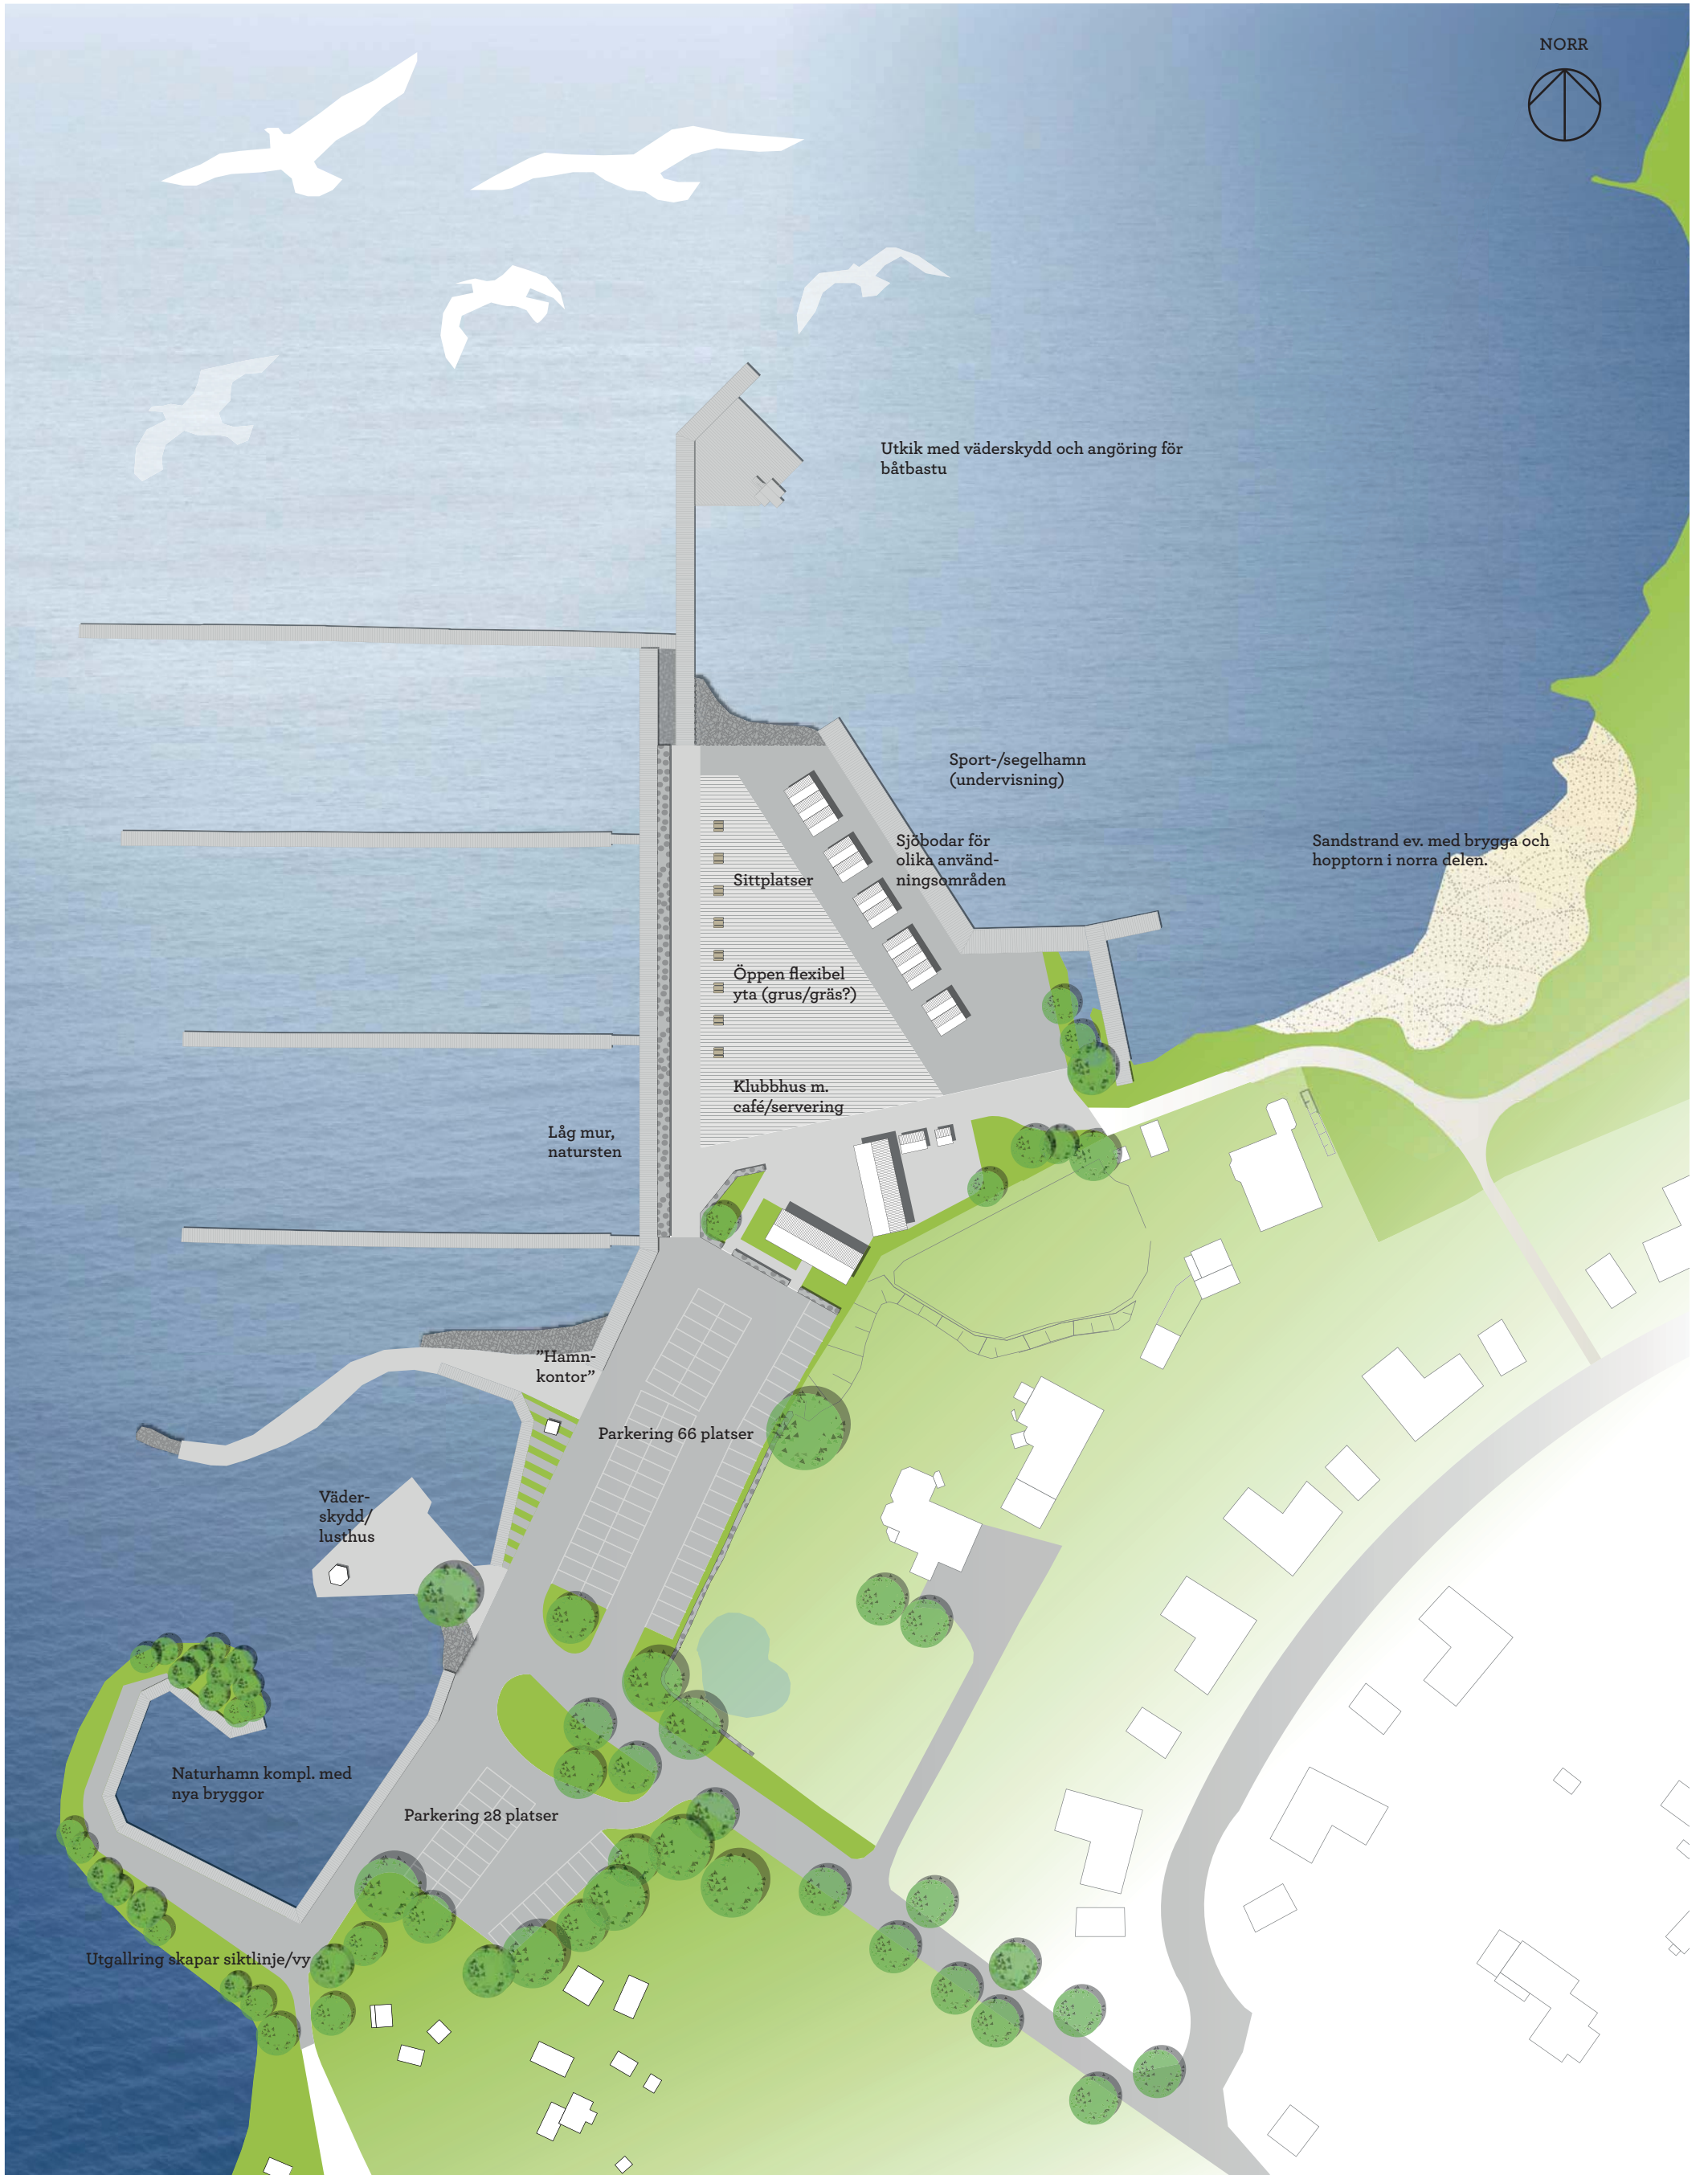 NORR
Utkik med väderskydd och angöring för
båtbastu
Sport-/segelhamn
(undervisning)
Sjöbodar för
olika använd-
ningsområden
Sandstrand ev. med brygga och
hopptorn i norra delen.
Sittplatser
Öppen flexibel
yta (grus/gräs?)
Klubbhus m.
café/servering
Låg mur,
natursten
”Hamn-
kontor”
Parkering 66 platser
Väder-
skydd/
lusthus
Naturhamn kompl. med
nya bryggor
Parkering 28 platser
Utgallring skapar siktlinje/vy